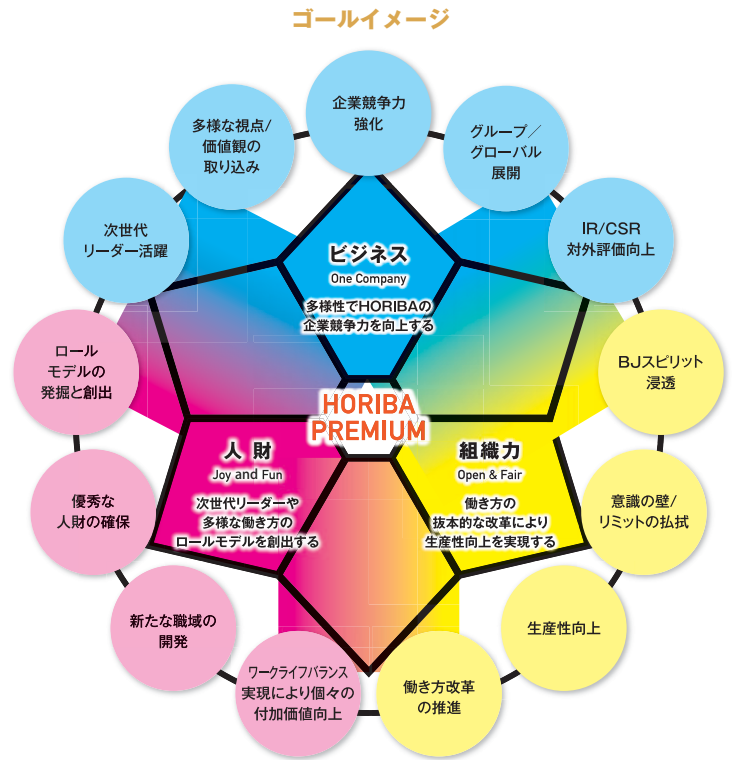 ゴールイメージ
企業競争力
強化
多様な視点/
価値観の
取り込み
グループ／
グローバル
展開
次世代
リーダー活躍
IR/CSR
対外評価向上
ビジネス
One Company
多様性でHORIBAの
企業競争力を向上する
ロール
モデルの
発掘と創出
BJスピリット
浸透
HORIBA
PREMIUM
人財
Joy and Fun
次世代リーダーや
多様な働き方の
ロールモデルを創出する
組織力
Open & Fair
働き方の
抜本的な改革により
生産性向上を実現する
優秀な
人財の確保
意識の壁/
リミットの払拭
新たな職域の
開発
生産性向上
ワークライフバランス
実現により個々の
付加価値向上
働き方改革
の推進